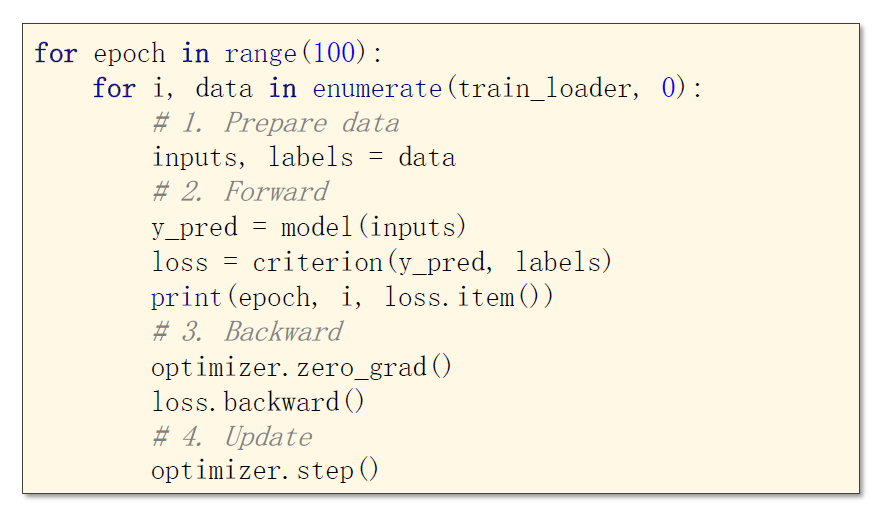 for epoch in range(100):
    for i, data in enumerate(train_loader, 0):
        # 1. Prepare data
        inputs, labels = data
        # 2. Forward
        y_pred = model(inputs)
        loss = criterion(y_pred, labels)
        print(epoch, i, loss.item())
        # 3. Backward
        optimizer.zero_grad()
        loss.backward()
        # 4. Update
        optimizer.step()